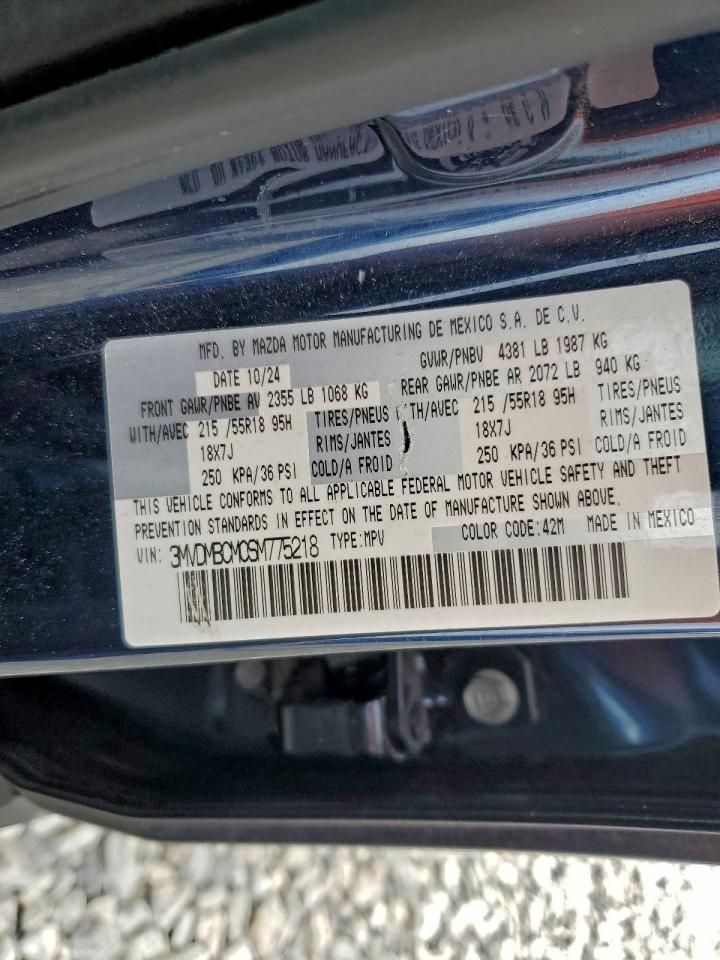 MFD. BY MAZDA MOTOR MANUFACTURING DE MEXICO S.A. DE C.V.
DATE 10/24 GVWR/PNBV 4381 LB 1987 KG
FRONT GAWR/PNBE AV 2355 LB 1068 KG REAR GAWR/PNBE AR 2072 LB 940 KG
WITH/AVEC 215 /55R18 95H TIRES/PNEUS WITH/AVEC 215 /55R18 95H TIRES/PNEUS
18X7J RIMS/JANTES 18X7J RIMS/JANTES
250 KPA/36 PSI COLD/A FROID 250 KPA/36 PSI COLD/A FROID
THIS VEHICLE CONFORMS TO ALL APPLICABLE FEDERAL MOTOR VEHICLE SAFETY AND THEFT
PREVENTION STANDARDS IN EFFECT ON THE DATE OF MANUFACTURE SHOWN ABOVE.
VIN: 3MVDMBCM0SM775218 TYPE:MPV COLOR CODE:42M MADE IN MEXICO